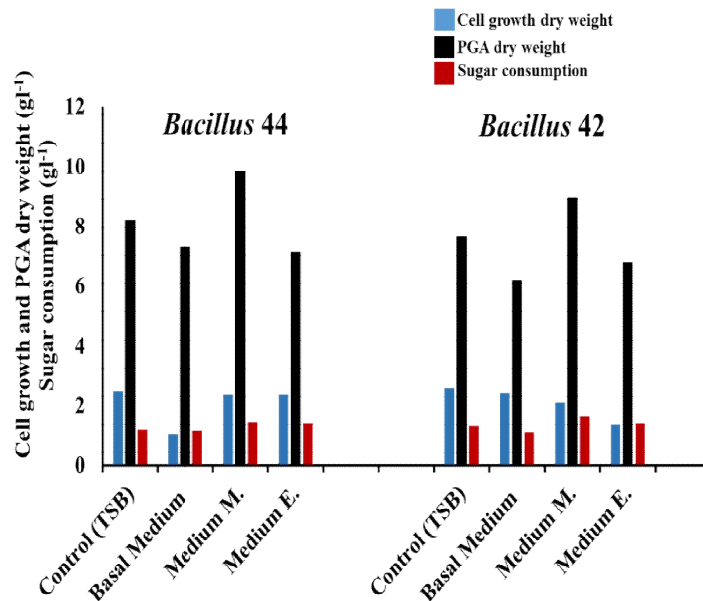 Cell growth dry weight
PGA dry weight
Sugar consumption
Cell growth and PGA dry weight (gl-1)
Sugar consumption (gl-1)
12
10
8
6
4
2
0
Bacillus 44
Bacillus 42
Control (TSB)
Basal Medium
Medium M.
Medium E.
Control (TSB)
Basal Medium
Medium M.
Medium E.